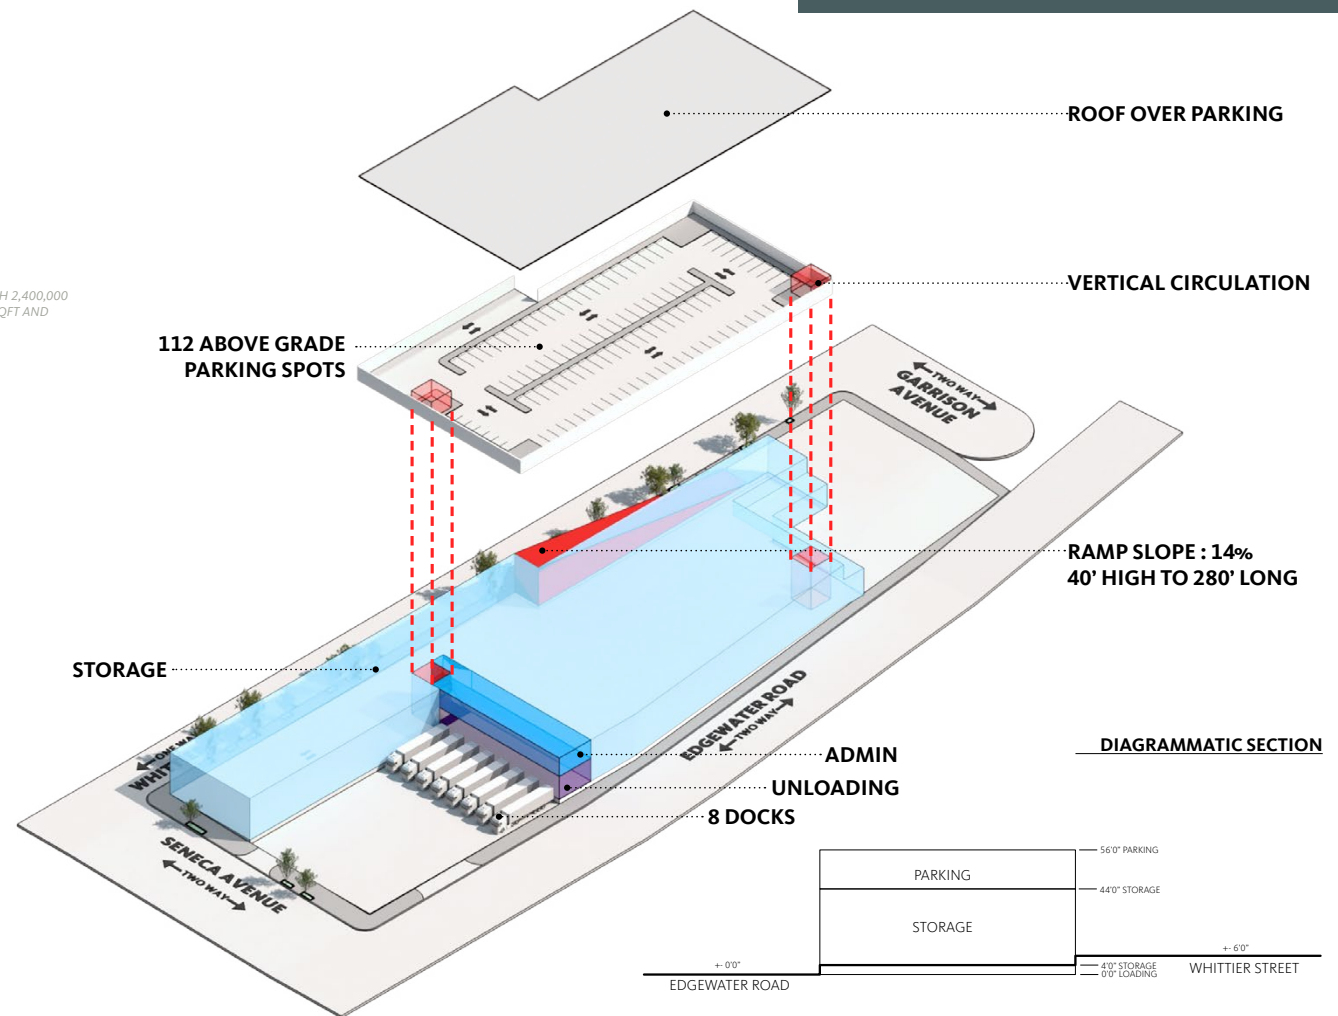 ROOF OVER PARKING
VERTICAL CIRCULATION
H 2,400,000
QFT AND
112 ABOVE GRADE
PARKING SPOTS
TWO WAY
GARRISON
AVENUE
RAMP SLOPE : 14%
40' HIGH TO 280' LONG
STORAGE
EDGEWATER ROAD
TWO WAY
ONE WA
WHIT
ADMIN
UNLOADING
8 DOCKS
SENECA AVENUE
TWO WAY
DIAGRAMMATIC SECTION
56'0" PARKING
PARKING
44'0" STORAGE
STORAGE
+- 6'0"
+- 0'0"
4'0" STORAGE
0'0" LOADING
WHITTIER STREET
EDGEWATER ROAD